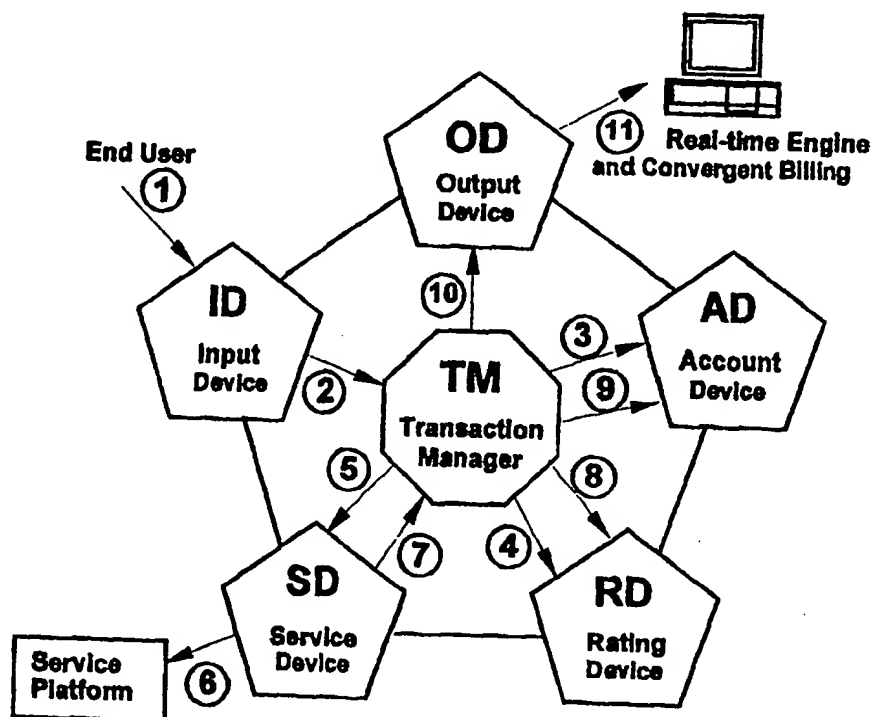 End User
1
OD
Output
Device
11
Real-time Engine
and Convergent Billing
ID
Input
Device
2
10
TM
Transaction
Manager
3
9
AD
Account
Device
5
7
4
8
SD
Service
Device
6
Service
Platform
RD
Rating
Device